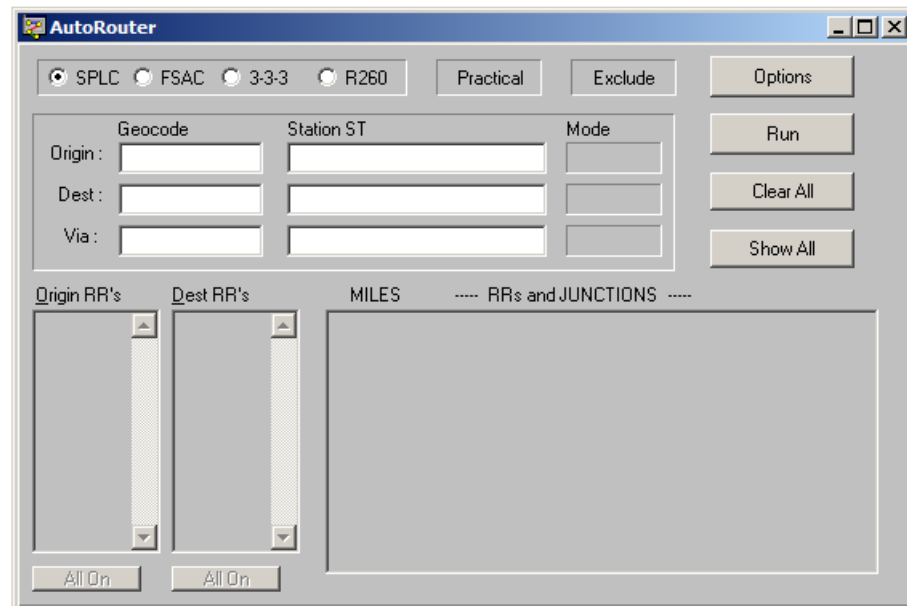 AutoRouter
SPLC FSAC 3-3-3 R260 Practical Exclude Options
Geocode Station ST Mode Run
Origin :
Dest : Clear All
Via : Show All
Origin RR's Dest RR's MILES ----- RRs and JUNCTIONS -----
All On All On